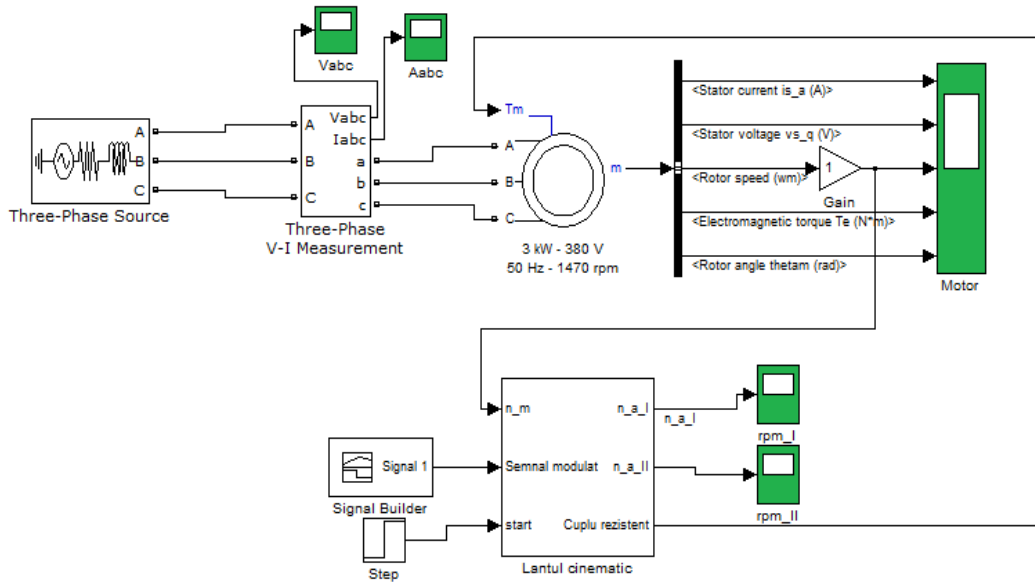 Vabc
Aabc
A
B
C
Three-Phase Source
A
B
C
Vabc
Iabc
a
b
c
Three-Phase
V-I Measurement
Tm
A
B
C
m
3 kW - 380 V
50 Hz - 1470 rpm
<Stator current is_a (A)>
<Stator voltage vs_q (V)>
<Rotor speed (wm)>
1
Gain
<Electromagnetic torque Te (N*m)>
<Rotor angle thetam (rad)>
Motor
n_m
Semnal modulat
start
n_a_I
n_a_II
Cuplu rezistent
Lantul cinematic
n_a_I
rpm_I
rpm_II
Signal 1
Signal Builder
Step